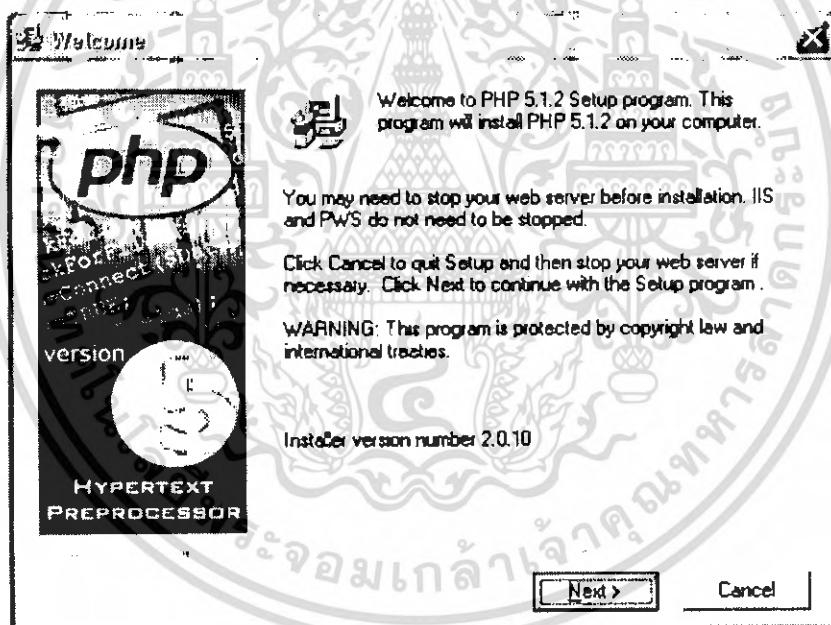 Welcome
Welcome to PHP 5.1.2 Setup program. This
program will install PHP 5.1.2 on your computer.
You may need to stop your web server before installation. IIS
and PWS do not need to be stopped.
Click Cancel to quit Setup and then stop your web server if
necessary. Click Next to continue with the Setup program .
WARNING: This program is protected by copyright law and
international treaties.
Installer version number 2.0.10
php
version
5
HYPERTEXT
PREPROCESSOR
Next >
Cancel